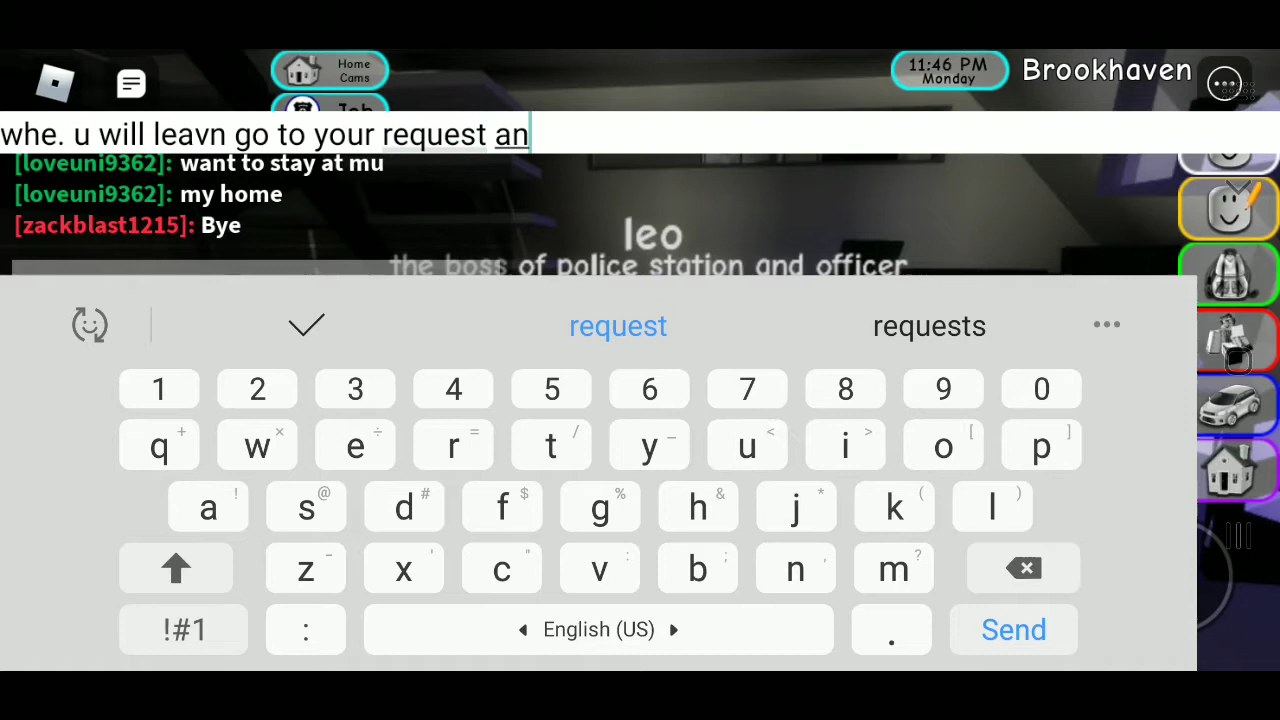 Home
Cams
11:46 PM
Monday
Brookhaven
Job
whe. u will leavn go to your request an
[loveuni9362]: want to stay at mu
[loveuni9362]: my home
[zackblast1215]: Bye
leo
the boss of police station and officer
request
requests
1 2 3 4 5 6 7 8 9 0
q + w × e ÷ r = t / y _ u < i > o [ p ]
a ! s @ d # f $ g % h & j * k ( l )
z - x ' c " v : b ; n , m ?
!#1 : English (US) . Send